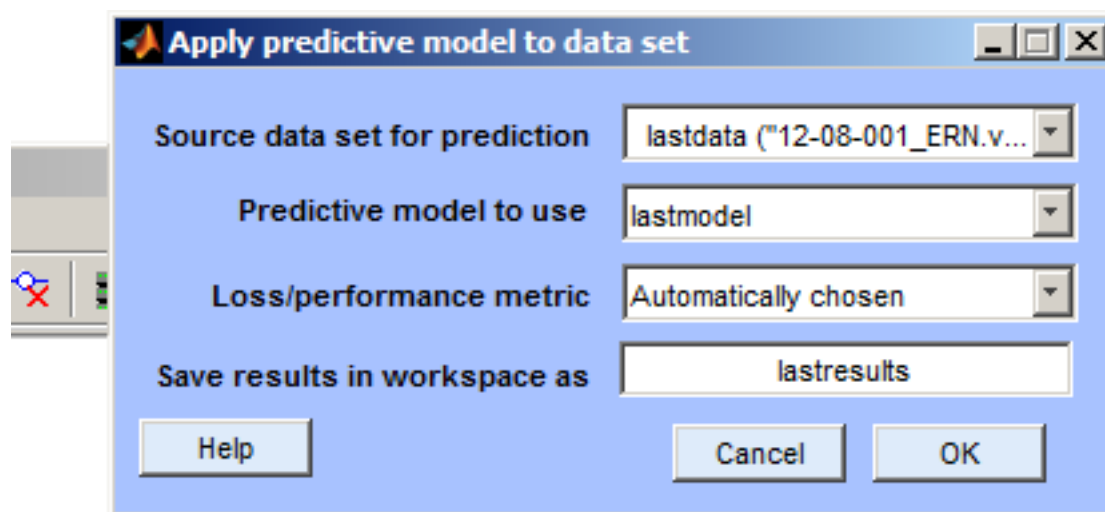 Apply predictive model to data set
Source data set for prediction lastdata ("12-08-001_ERN.v...
Predictive model to use lastmodel
Loss/performance metric Automatically chosen
Save results in workspace as lastresults
Help Cancel OK